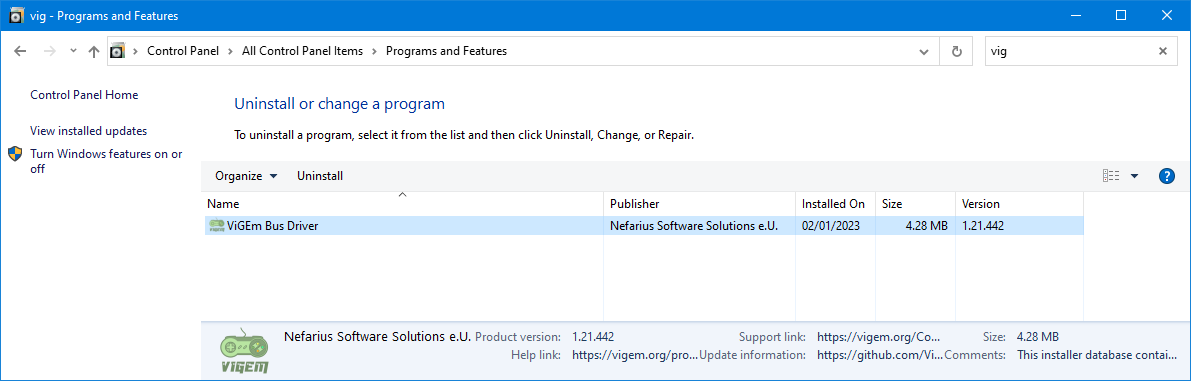 vig - Programs and Features
Control Panel > All Control Panel Items > Programs and Features
vig
Control Panel Home
View installed updates
Turn Windows features on or
off
Uninstall or change a program
To uninstall a program, select it from the list and then click Uninstall, Change, or Repair.
Organize Uninstall
Name Publisher Installed On Size Version
ViGEm Bus Driver Nefarius Software Solutions e.U. 02/01/2023 4.28 MB 1.21.442
ViGEm
Nefarius Software Solutions e.U. Product version: 1.21.442 Support link: https://vigem.org/Co... Size: 4.28 MB
Help link: https://vigem.org/pro... Update information: https://github.com/Vi... Comments: This installer database contai...